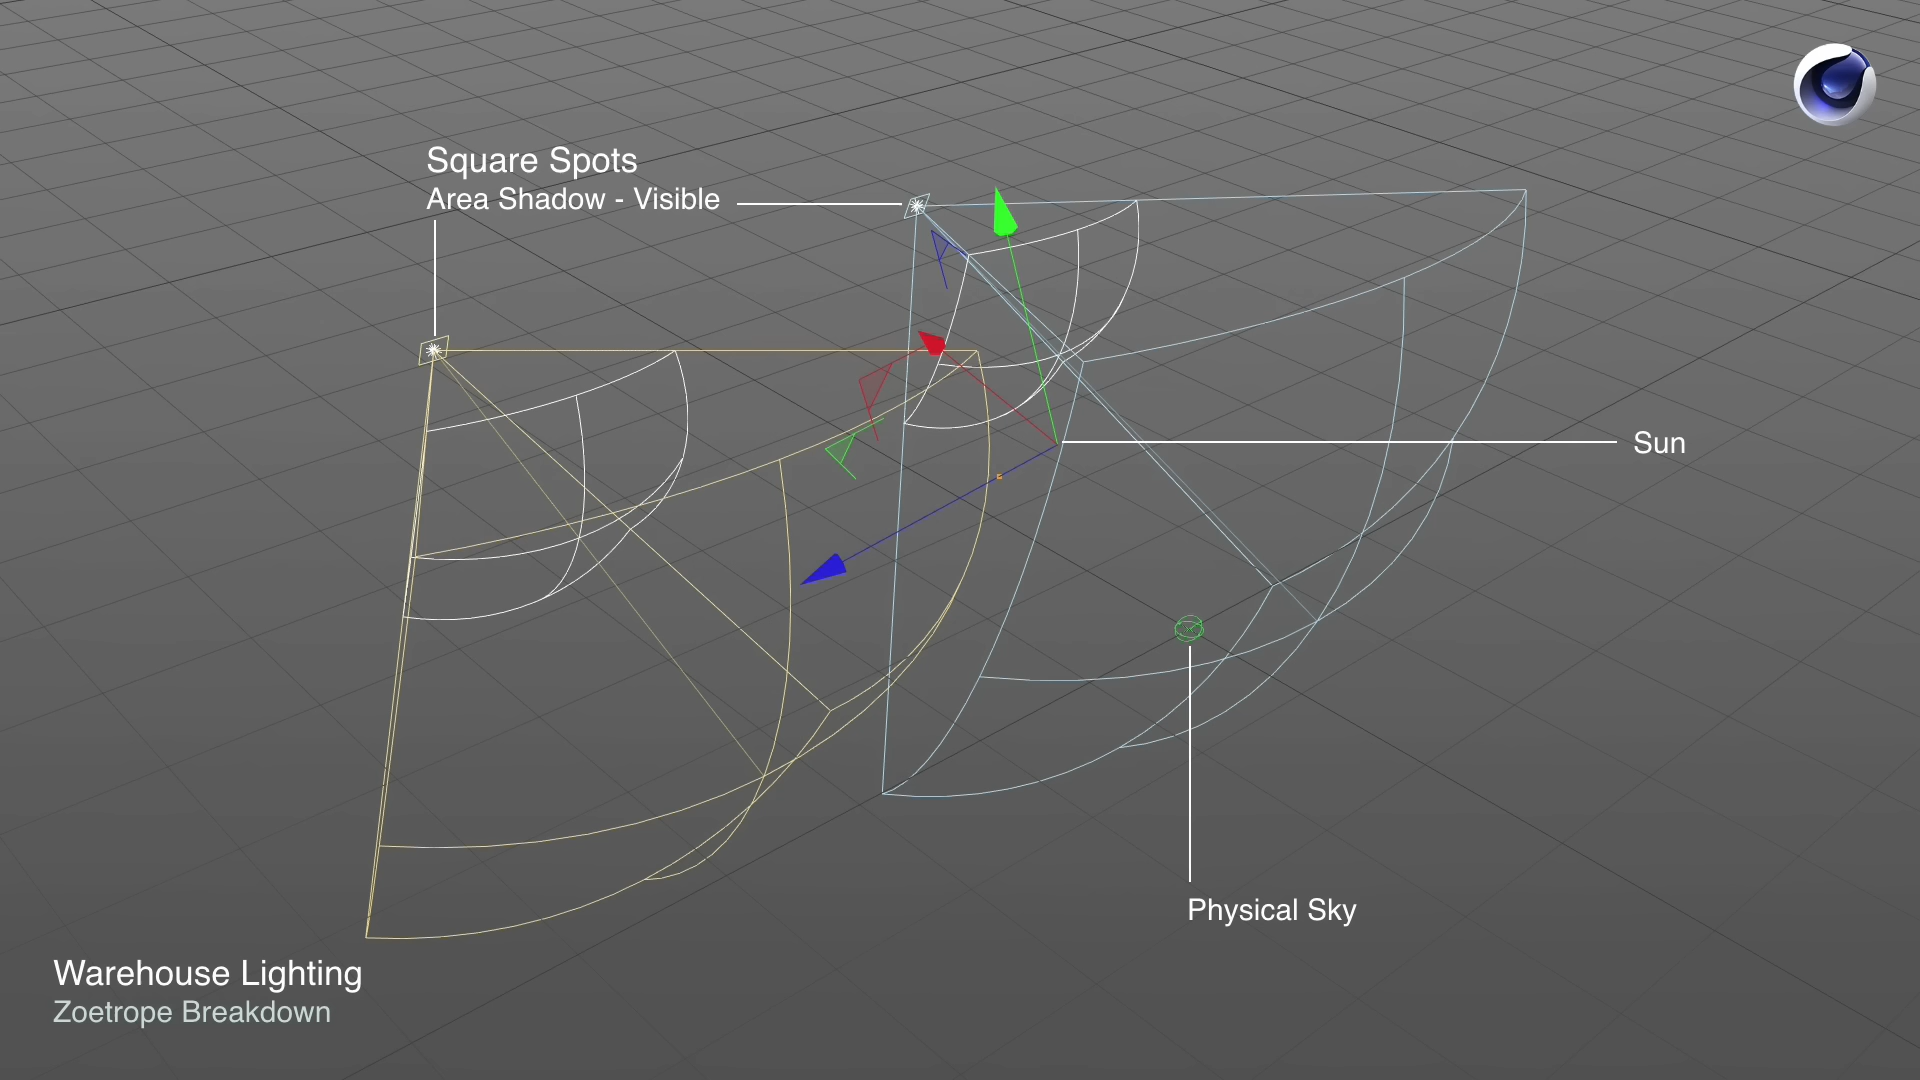 Square Spots
Area Shadow - Visible
Sun
Physical Sky
Warehouse Lighting
Zoetrope Breakdown